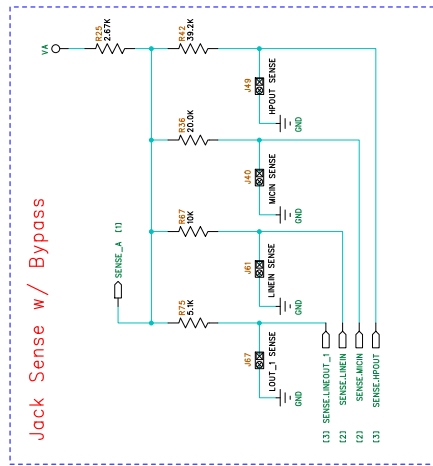 Jack Sense w/ Bypass
VA
R25
2.67K
R42
39.2K
J49
HPOUT SENSE
GND
R36
20.0K
J40
MICIN SENSE
GND
SENSE_A [1]
R67
10K
J61
LINEIN SENSE
GND
R75
5.1K
J67
LOUT_1 SENSE
GND
[3] SENSE.LINEOUT_1
[2] SENSE.LINEIN
[2] SENSE.MICIN
[3] SENSE.HPOUT